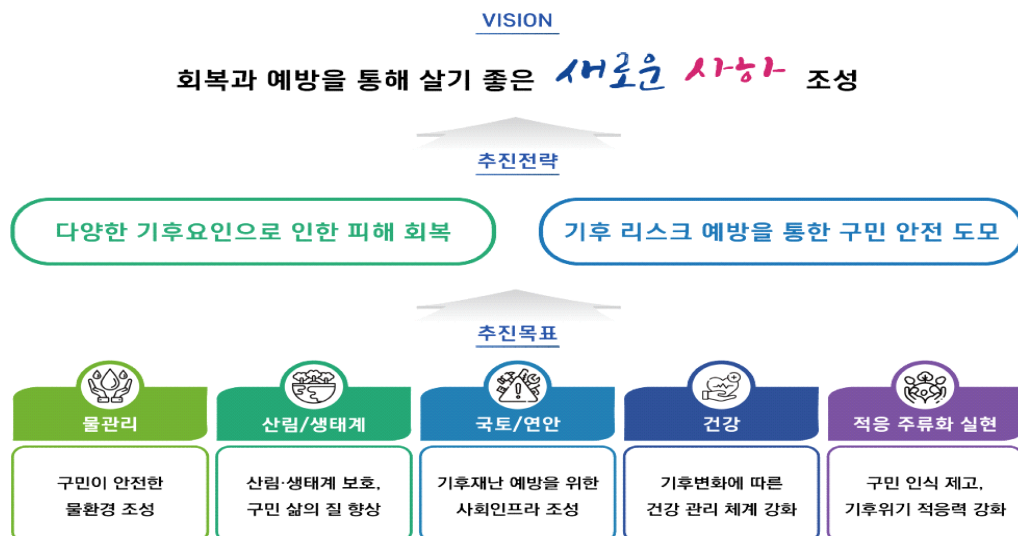 VISION
회복과 예방을 통해 살기 좋은 새로운 사하 조성
추진전략
다양한 기후요인으로 인한 피해 회복
기후 리스크 예방을 통한 구민 안전 도모
추진목표
물관리
구민이 안전한
물환경 조성
산림/생태계
산림·생태계 보호,
구민 삶의 질 향상
국토/연안
기후재난 예방을 위한
사회인프라 조성
건강
기후변화에 따른
건강 관리 체계 강화
적응 주류화 실현
구민 인식 제고,
기후위기 적응력 강화